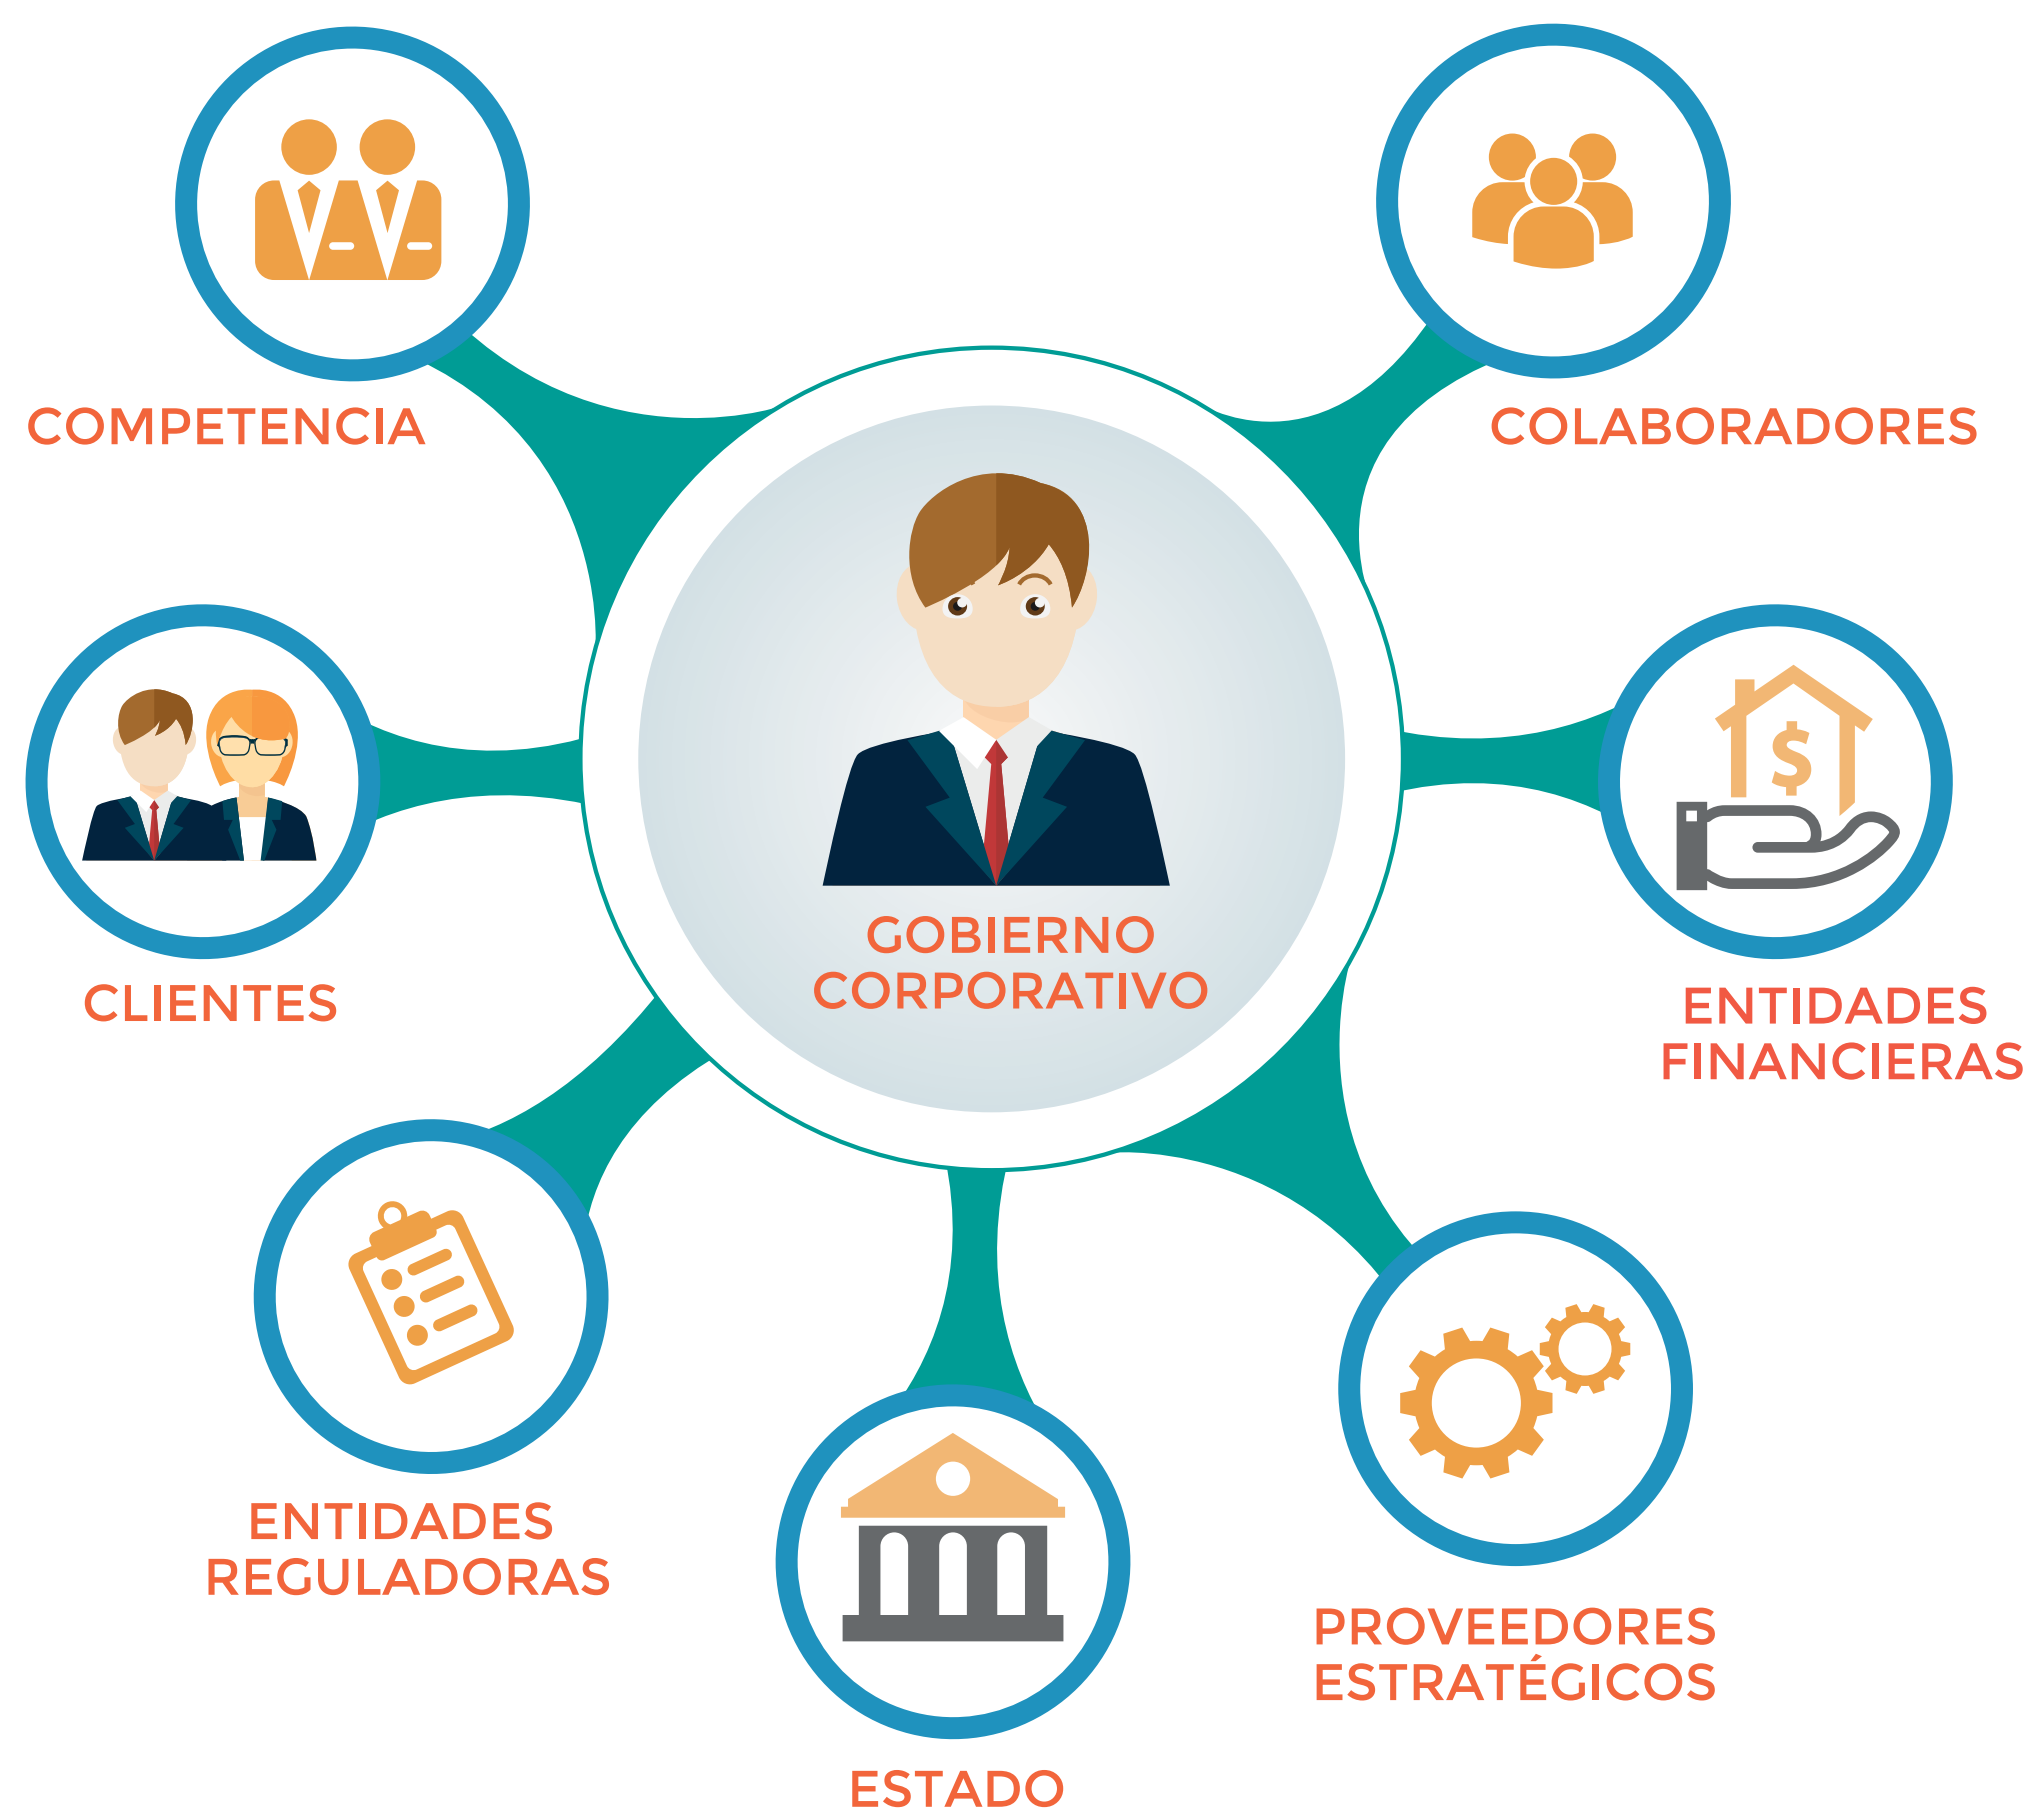 COMPETENCIA
COLABORADORES
GOBIERNO
CORPORATIVO
CLIENTES
ENTIDADES
FINANCIERAS
ENTIDADES
REGULADORAS
PROVEEDORES
ESTRATÉGICOS
ESTADO